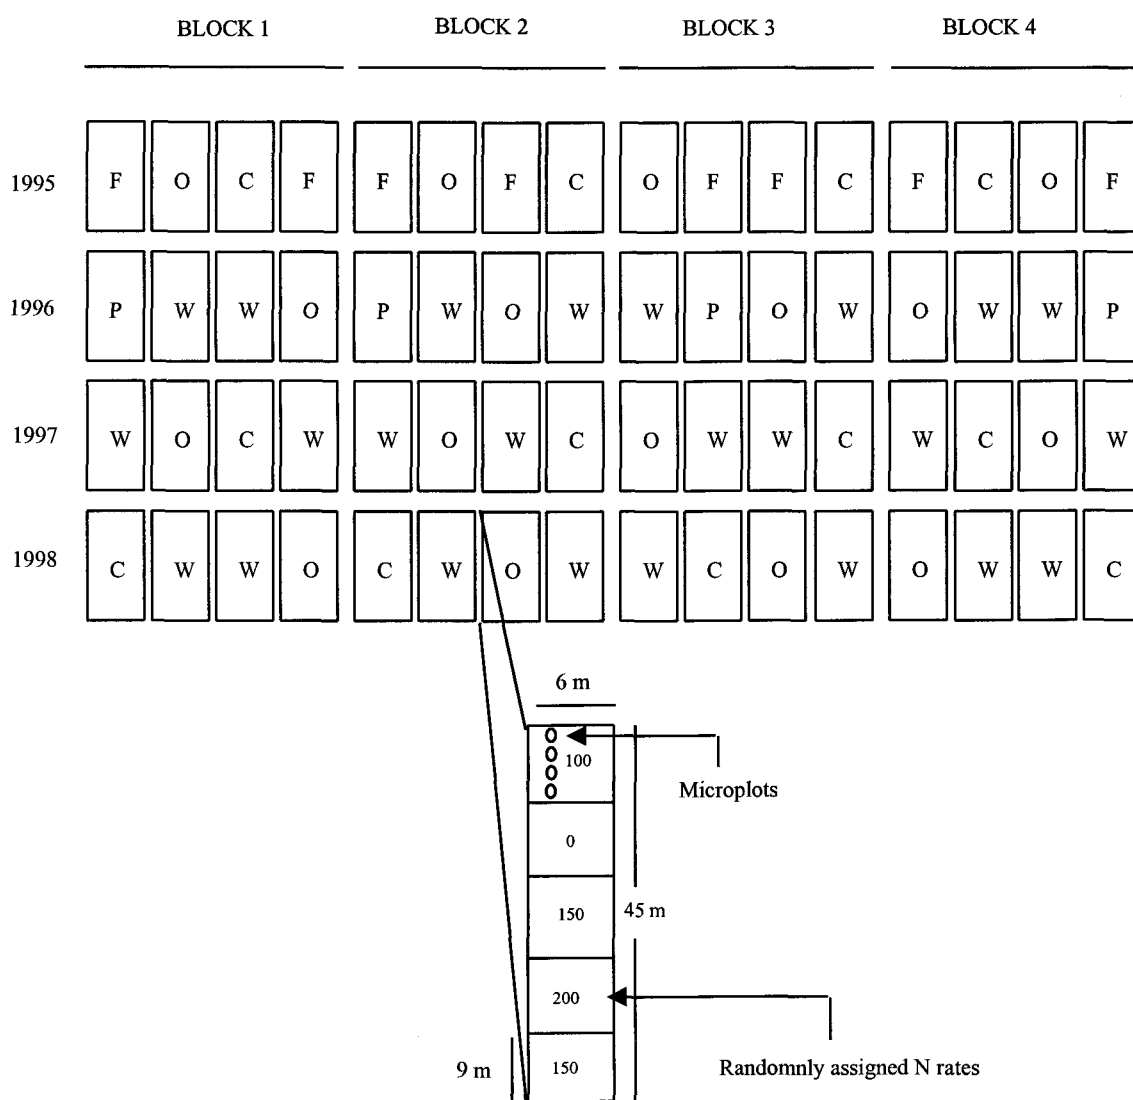 BLOCK 1 BLOCK 2 BLOCK 3 BLOCK 4
1995 F O C F F O F C O F F C F C O F
1996 P W W O P W O W W P O W O W W P
1997 W O C W W O W C O W W C W C O W
1998 C W W O C W O W W C O W O W W C
6 m
100
Microplots
0
150 45 m
200
9 m 150 Randomnly assigned N rates